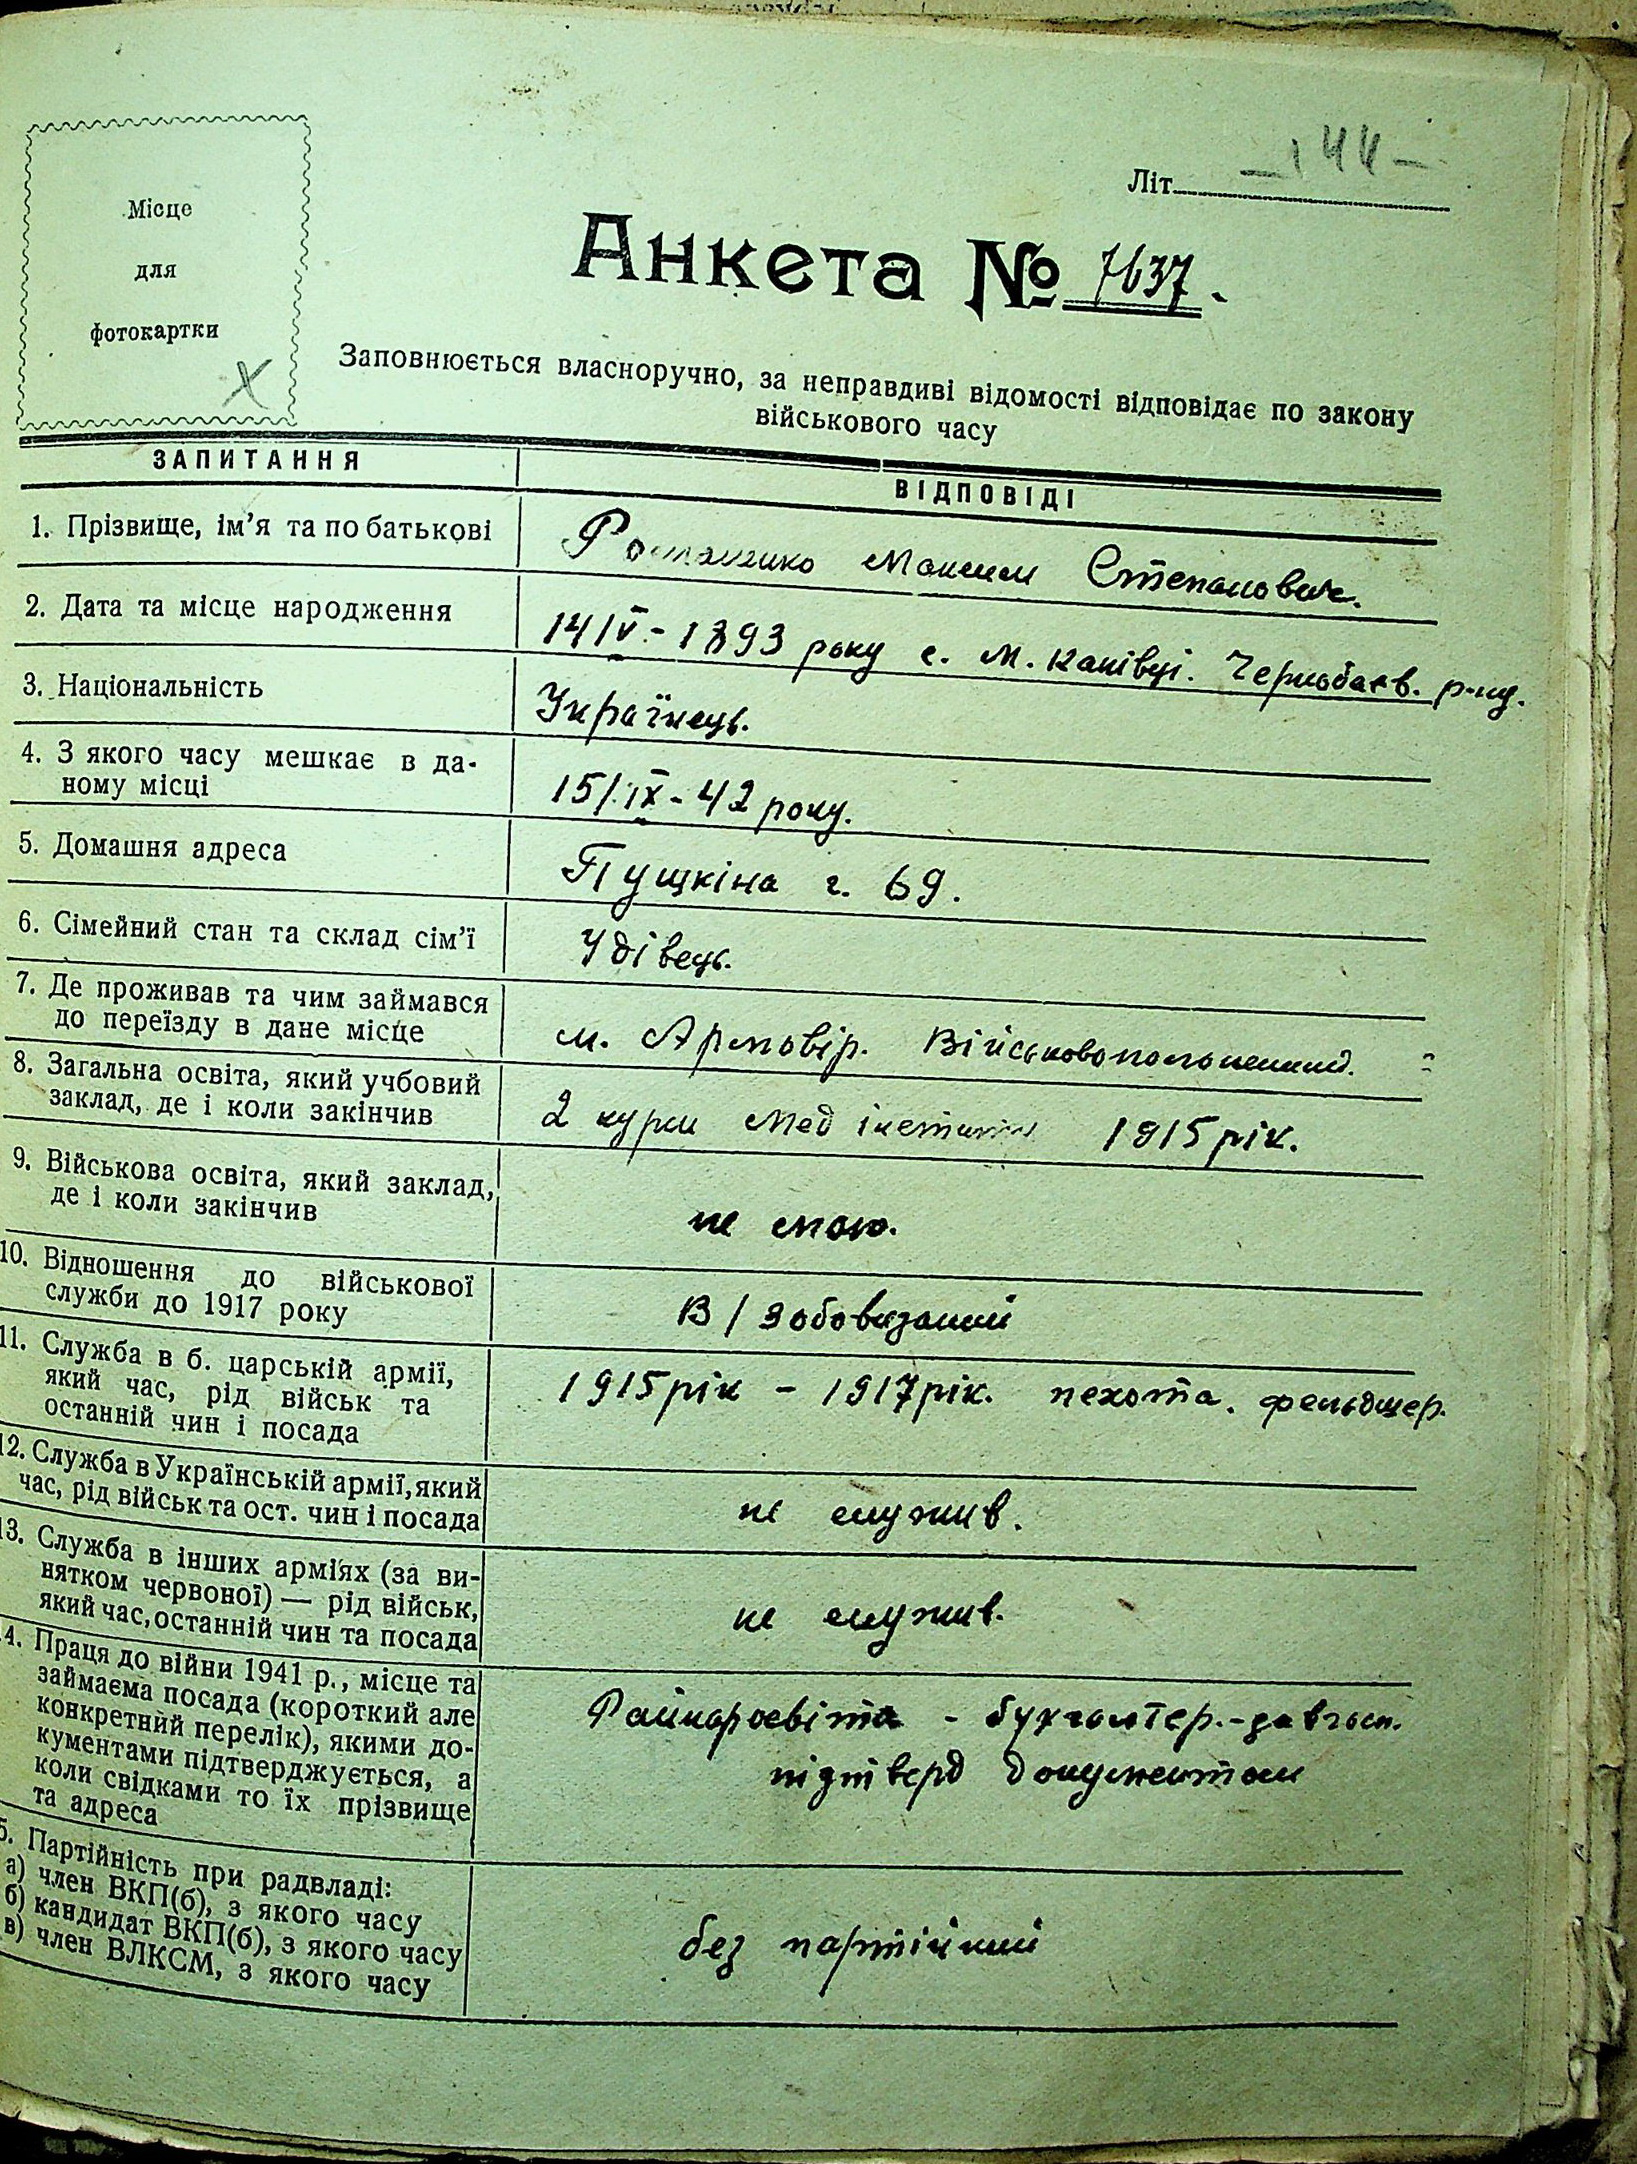 - 144 -
Літ.
Місце
для
фотокартки
X
Анкета № 7637.
Заповнюється власноручно, за неправдиві відомості відповідає по закону
військового часу
ЗАПИТАННЯ
ВІДПОВІДІ
1. Прізвище, ім'я та по батькові
Максим Степанович.
2. Дата та місце народження
14/IV - 1893 року с. М. Канівці. Чернобаєв. р-ну.
3. Національність
Українець.
4. З якого часу мешкає в да-
ному місці
15/IX - 42 року.
5. Домашня адреса
Пущкіна г. 69.
6. Сімейний стан та склад сім'ї
Удівець.
7. Де проживав та чим займався
до переїзду в дане місце
м. Армовір.
8. Загальна освіта, який учбовий
заклад, де і коли закінчив
2 курси Мед 1915 рік.
9. Військова освіта, який заклад,
де і коли закінчив
не маю.
10. Відношення до військової
служби до 1917 року
В/зобовязаний
11. Служба в б. царській армії,
який час, рід військ та
останній чин і посада
1915 рік - 1917 рік. пехота. фельдшер.
12. Служба в Українській армії, який
час, рід військ та ост. чин і посада
не служив.
13. Служба в інших арміях (за ви-
нятком червоної) — рід військ,
який час, останній чин та посада
не служив.
14. Праця до війни 1941 р., місце та
займаєма посада (короткий але
конкретний перелік), якими до-
кументами підтверджується, а
коли свідками то їх прізвище
та адреса
Райнаросвіта - бухгалтер.-
підтверд документом
5. Партійність при радвладі:
а) член ВКП(б), з якого часу
б) кандидат ВКП(б), з якого часу
в) член ВЛКСМ, з якого часу
без партійний